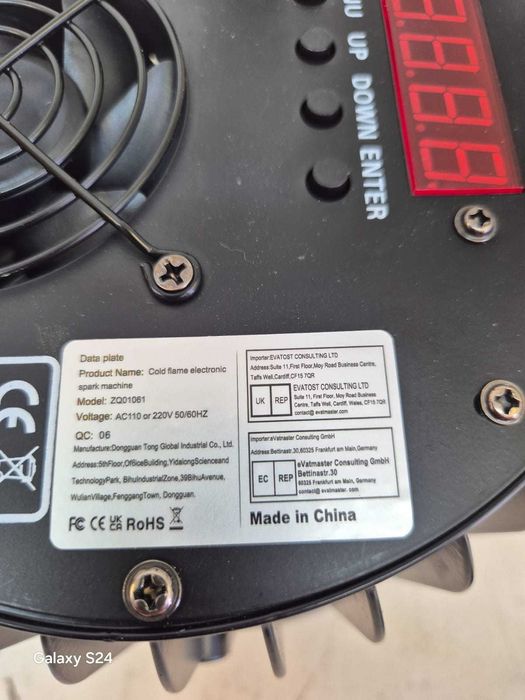 UP
DOWN
ENTER
8.8.8.8
CE
Data plate
Product Name: Cold flame electronic
spark machine
Model: ZQ01061
Voltage: AC110 or 220V 50/60HZ
QC: 06
Manufacture:Dongguan Tong Global Industrial Co., Ltd.
Address:5thFloor,OfficeBuilding,YidalongScienceand
TechnologyPark, BihuIndustrialZone,39BihuAvenue,
WulianVillage,FenggangTown, Dongguan.
FC CE UK CA RoHS
Importer:EVATOST CONSULTING LTD
Address:Suite 11,First Floor,Moy Road Business Centre,
Taffs Well,Cardiff,CF15 7QR
UK REP
EVATOST CONSULTING LTD
Suite 11, First Floor, Moy Road Business
Centre, Taffs Well, Cardiff, Wales, CF15 7QR
contact@ evatmaster.com
Importer: eVatmaster Consulting GmbH
Address:Bettinastr,30,60325 Frankfurt am Main, Germany
EC REP
eVatmaster Consulting GmbH
Bettinastr.30
60325 Frankfurt am Main, Germany
contact@ evatmaster. com
Made in China
Galaxy S24